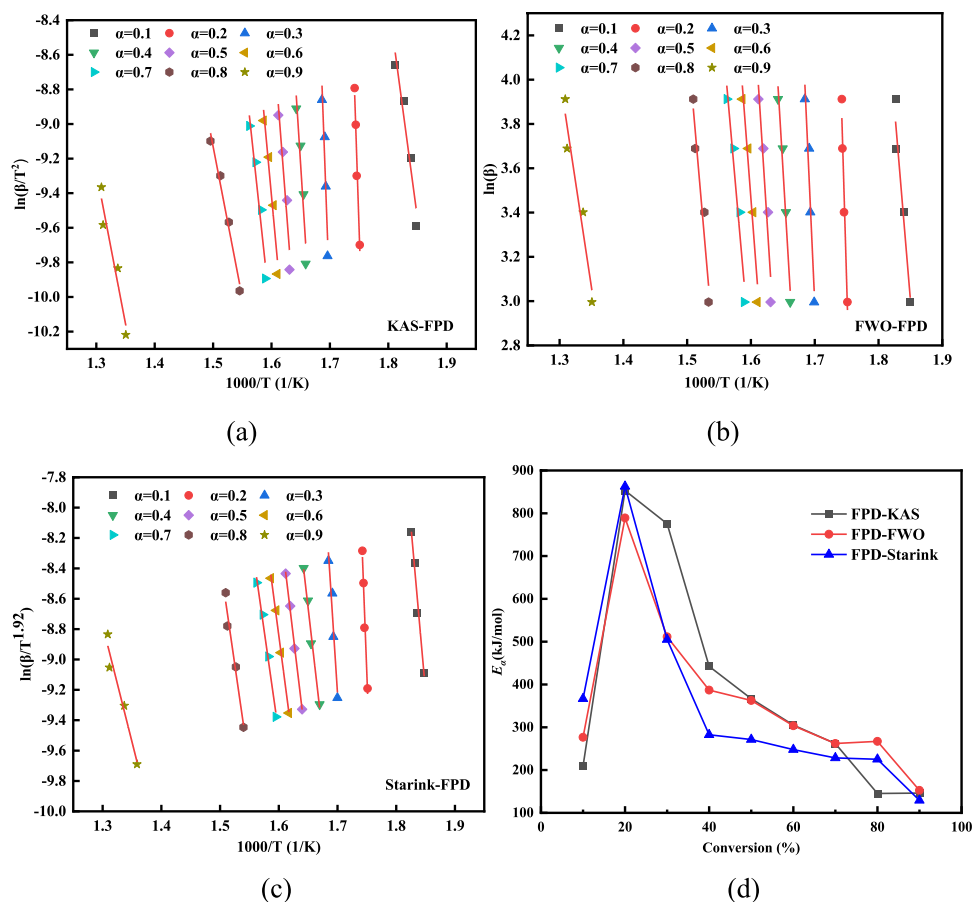 α=0.1 α=0.2 α=0.3
α=0.4 α=0.5 α=0.6
α=0.7 α=0.8 α=0.9
-8.4
-8.6
-8.8
-9.0
-9.2
-9.4
-9.6
-9.8
-10.0
-10.2
ln(β/T²)
KAS-FPD
1.3 1.4 1.5 1.6 1.7 1.8 1.9
1000/T (1/K)
(a)
α=0.1 α=0.2 α=0.3
α=0.4 α=0.5 α=0.6
α=0.7 α=0.8 α=0.9
4.2
4.0
3.8
3.6
3.4
3.2
3.0
2.8
ln(β)
FWO-FPD
1.3 1.4 1.5 1.6 1.7 1.8 1.9
1000/T (1/K)
(b)
-7.8
-8.0
-8.2
-8.4
-8.6
-8.8
-9.0
-9.2
-9.4
-9.6
-9.8
-10.0
α=0.1 α=0.2 α=0.3
α=0.4 α=0.5 α=0.6
α=0.7 α=0.8 α=0.9
ln(β/T^1.92)
Starink-FPD
1.3 1.4 1.5 1.6 1.7 1.8 1.9
1000/T (1/K)
(c)
900
800
700
600
500
400
300
200
100
Eα(kJ/mol)
FPD-KAS
FPD-FWO
FPD-Starink
0 20 40 60 80 100
Conversion (%)
(d)